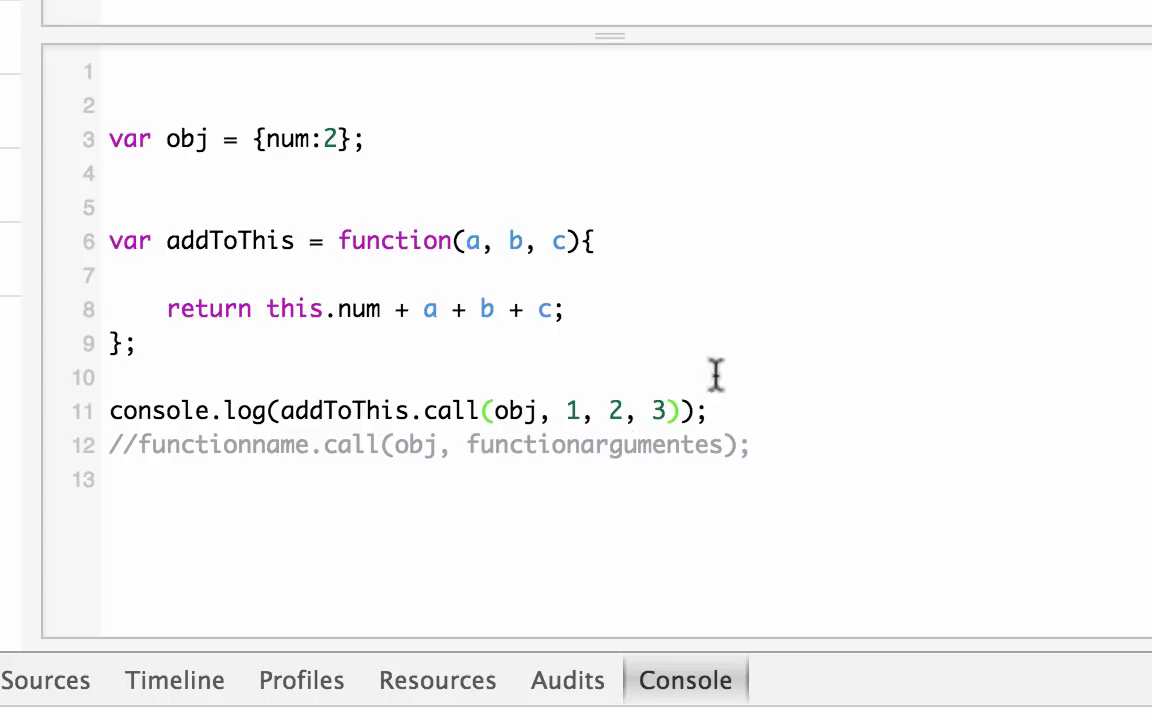 1
2
3 var obj = {num:2};
4
5
6 var addToThis = function(a, b, c){
7
8 return this.num + a + b + c;
9 };
10
11 console.log(addToThis.call(obj, 1, 2, 3));
12 //functionname.call(obj, functionargumentes);
13
Sources Timeline Profiles Resources Audits Console